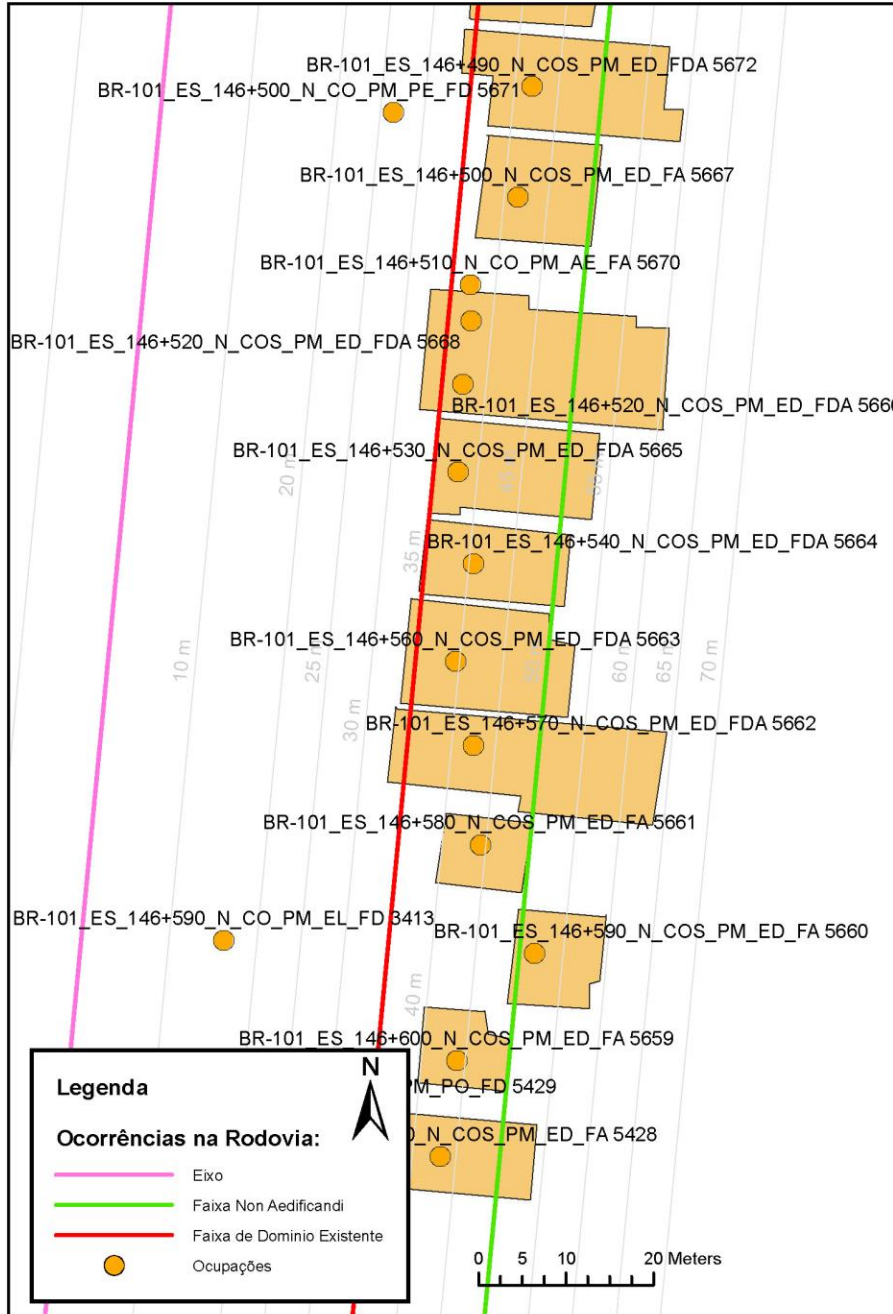 BR-101_ES_146+490_N_COS_PM_ED_FDA 5672
BR-101_ES_146+500_N_CO_PM_PE_FD 5671
BR-101_ES_146+500_N_COS_PM_ED_FA 5667
BR-101_ES_146+510_N_CO_PM_AE_FA 5670
BR-101_ES_146+520_N_COS_PM_ED_FDA 5668
BR-101_ES_146+520_N_COS_PM_ED_FDA 566
BR-101_ES_146+530_N_COS_PM_ED_FDA 5665
20 m
45 m
35 m
BR-101_ES_146+540_N_COS_PM_ED_FDA 5664
BR-101_ES_146+560_N_COS_PM_ED_FDA 5663
10 m
25 m
60 m
65 m
70 m
30 m
BR-101_ES_146+570_N_COS_PM_ED_FDA 5662
BR-101_ES_146+580_N_COS_PM_ED_FA 5661
BR-101_ES_146+590_N_CO_PM_EL_FD 3413
BR-101_ES_146+590_N_COS_PM_ED_FA 5660
40 m
BR-101_ES_146+600_N_COS_PM_ED_FA 5659
PM_PO_FD 5429
0_N_COS_PM_ED_FA 5428
N
Legenda
Ocorrências na Rodovia:
Eixo
Faixa Non Aedificandi
Faixa de Dominio Existente
Ocupações
0 5 10 20 Meters